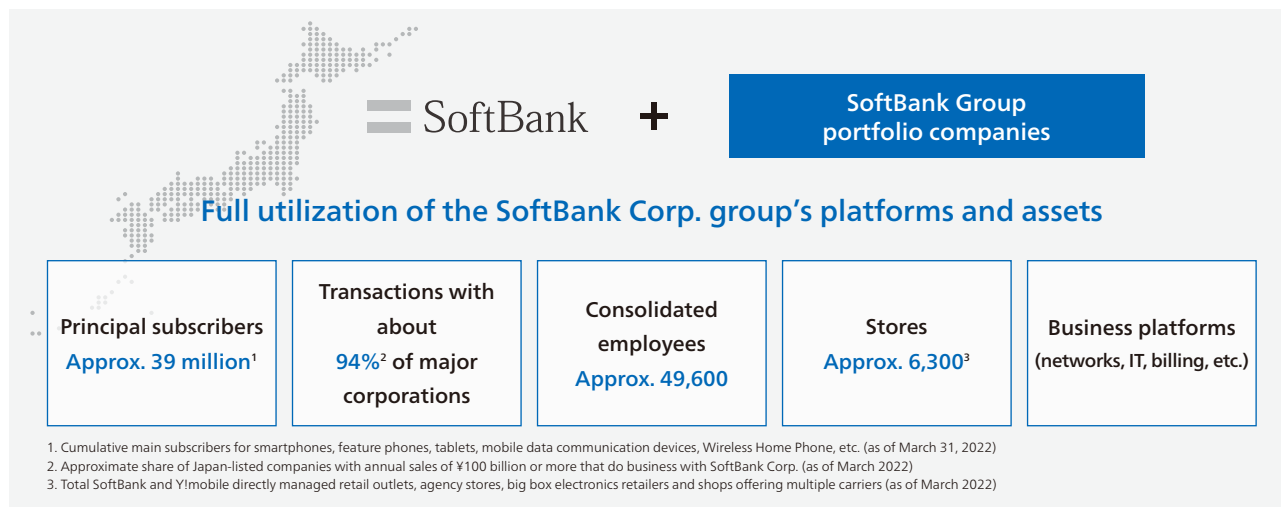 SoftBank
+
SoftBank Group
portfolio companies
Full utilization of the SoftBank Corp. group’s platforms and assets
Principal subscribers
Approx. 39 million¹
Transactions with
about
94%² of major
corporations
Consolidated
employees
Approx. 49,600
Stores
Approx. 6,300³
Business platforms
(networks, IT, billing, etc.)
1. Cumulative main subscribers for smartphones, feature phones, tablets, mobile data communication devices, Wireless Home Phone, etc. (as of March 31, 2022)
2. Approximate share of Japan-listed companies with annual sales of ¥100 billion or more that do business with SoftBank Corp. (as of March 2022)
3. Total SoftBank and Y!mobile directly managed retail outlets, agency stores, big box electronics retailers and shops offering multiple carriers (as of March 2022)